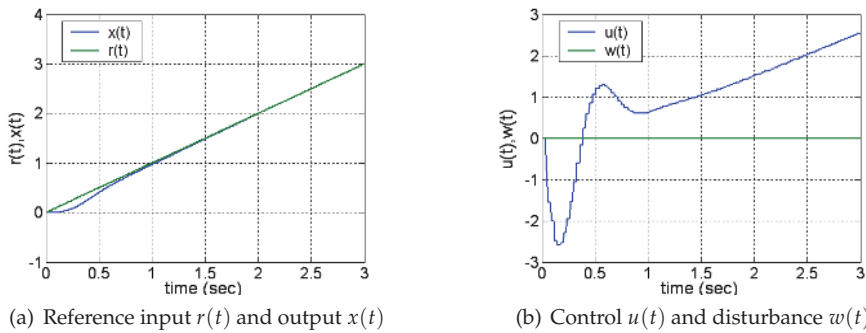 4
3
2
1
0
-1
r(t),x(t)
x(t)
r(t)
0 0.5 1 1.5 2 2.5 3
time (sec)
(a) Reference input r(t) and output x(t)
3
2
1
0
-1
-2
-3
u(t),w(t)
u(t)
w(t)
0 0.5 1 1.5 2 2.5 3
time (sec)
(b) Control u(t) and disturbance w(t)